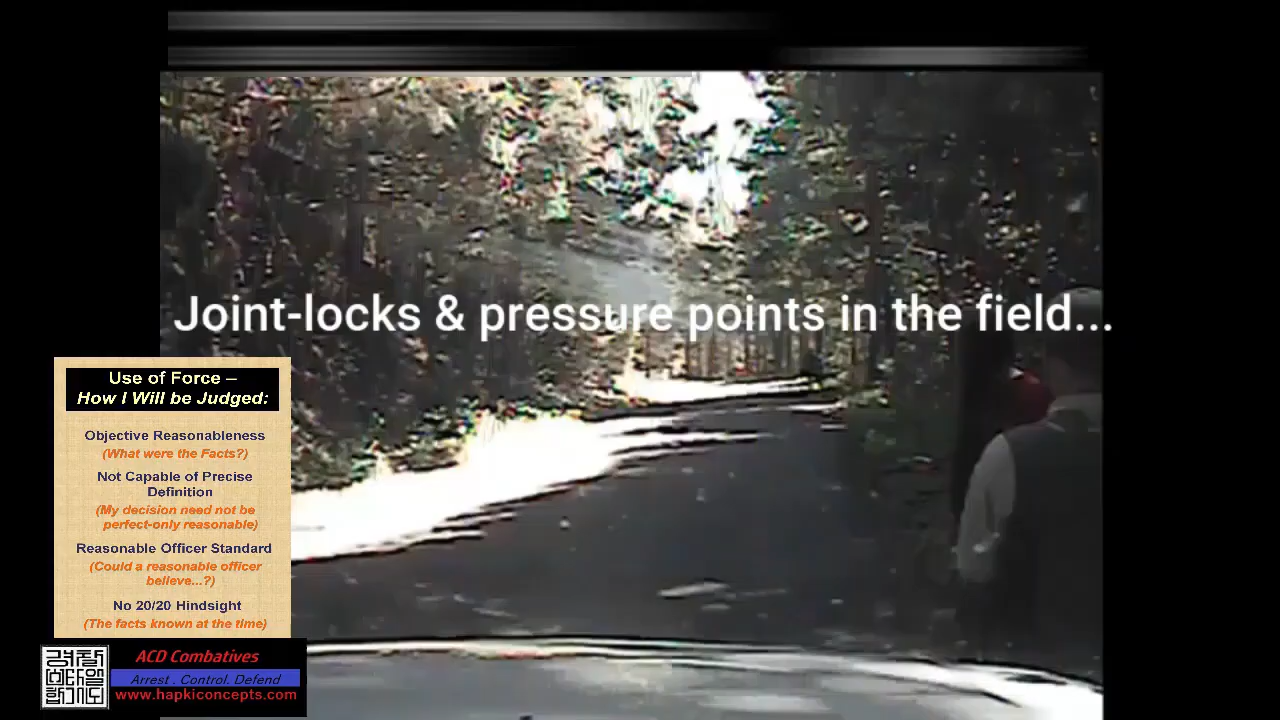 Joint-locks & pressure points in the field...
Use of Force –
How I Will be Judged:
Objective Reasonableness
(What were the Facts?)
Not Capable of Precise
Definition
(My decision need not be
perfect-only reasonable)
Reasonable Officer Standard
(Could a reasonable officer
believe...?)
No 20/20 Hindsight
(The facts known at the time)
ACD Combatives
Arrest . Control. Defend
www.hapkiconcepts.com